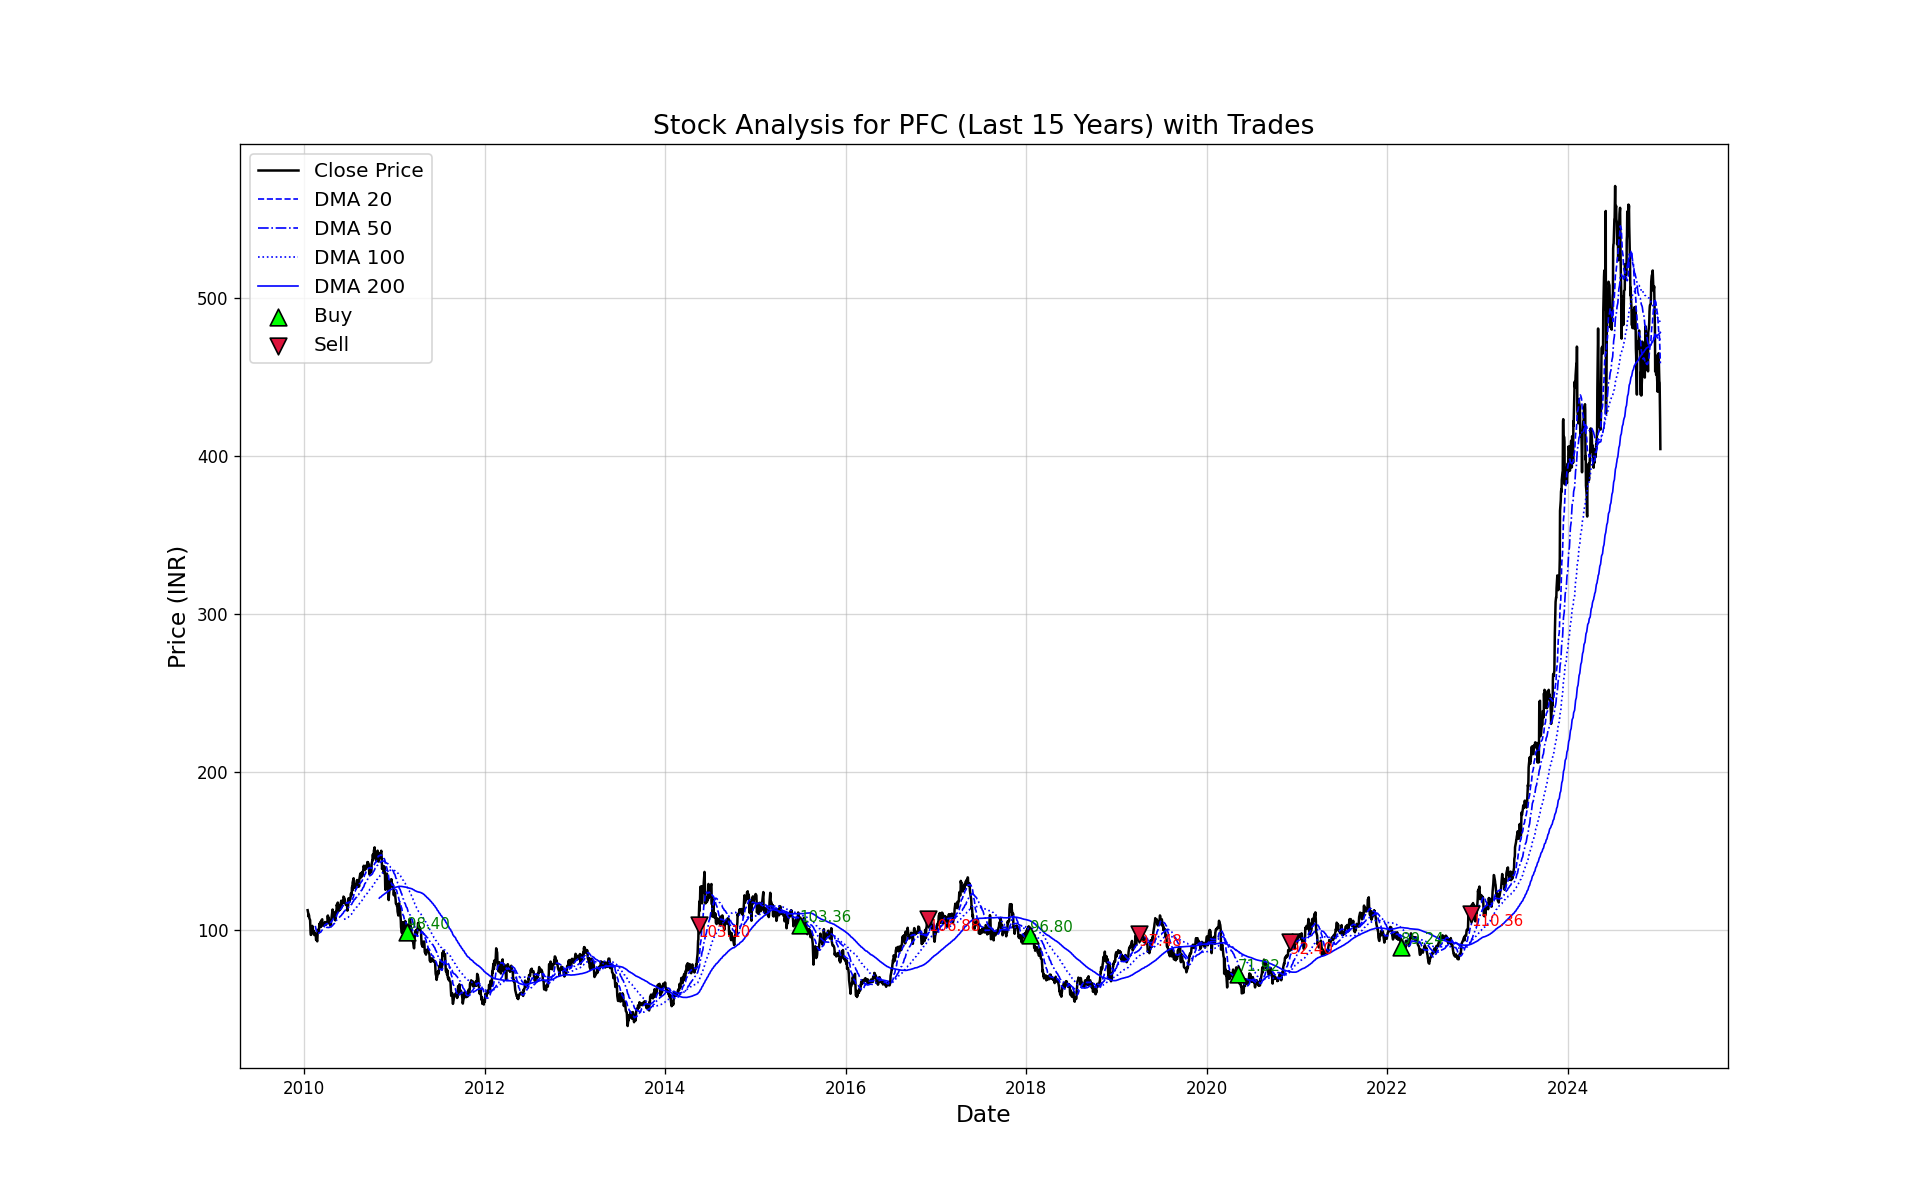 Stock Analysis for PFC (Last 15 Years) with Trades
Close Price
DMA 20
DMA 50
DMA 100
DMA 200
Buy
Sell
Price (INR)
500
400
300
200
100
103.36
96.80
110.36
2010
2012
2014
2016
2018
2020
2022
2024
Date